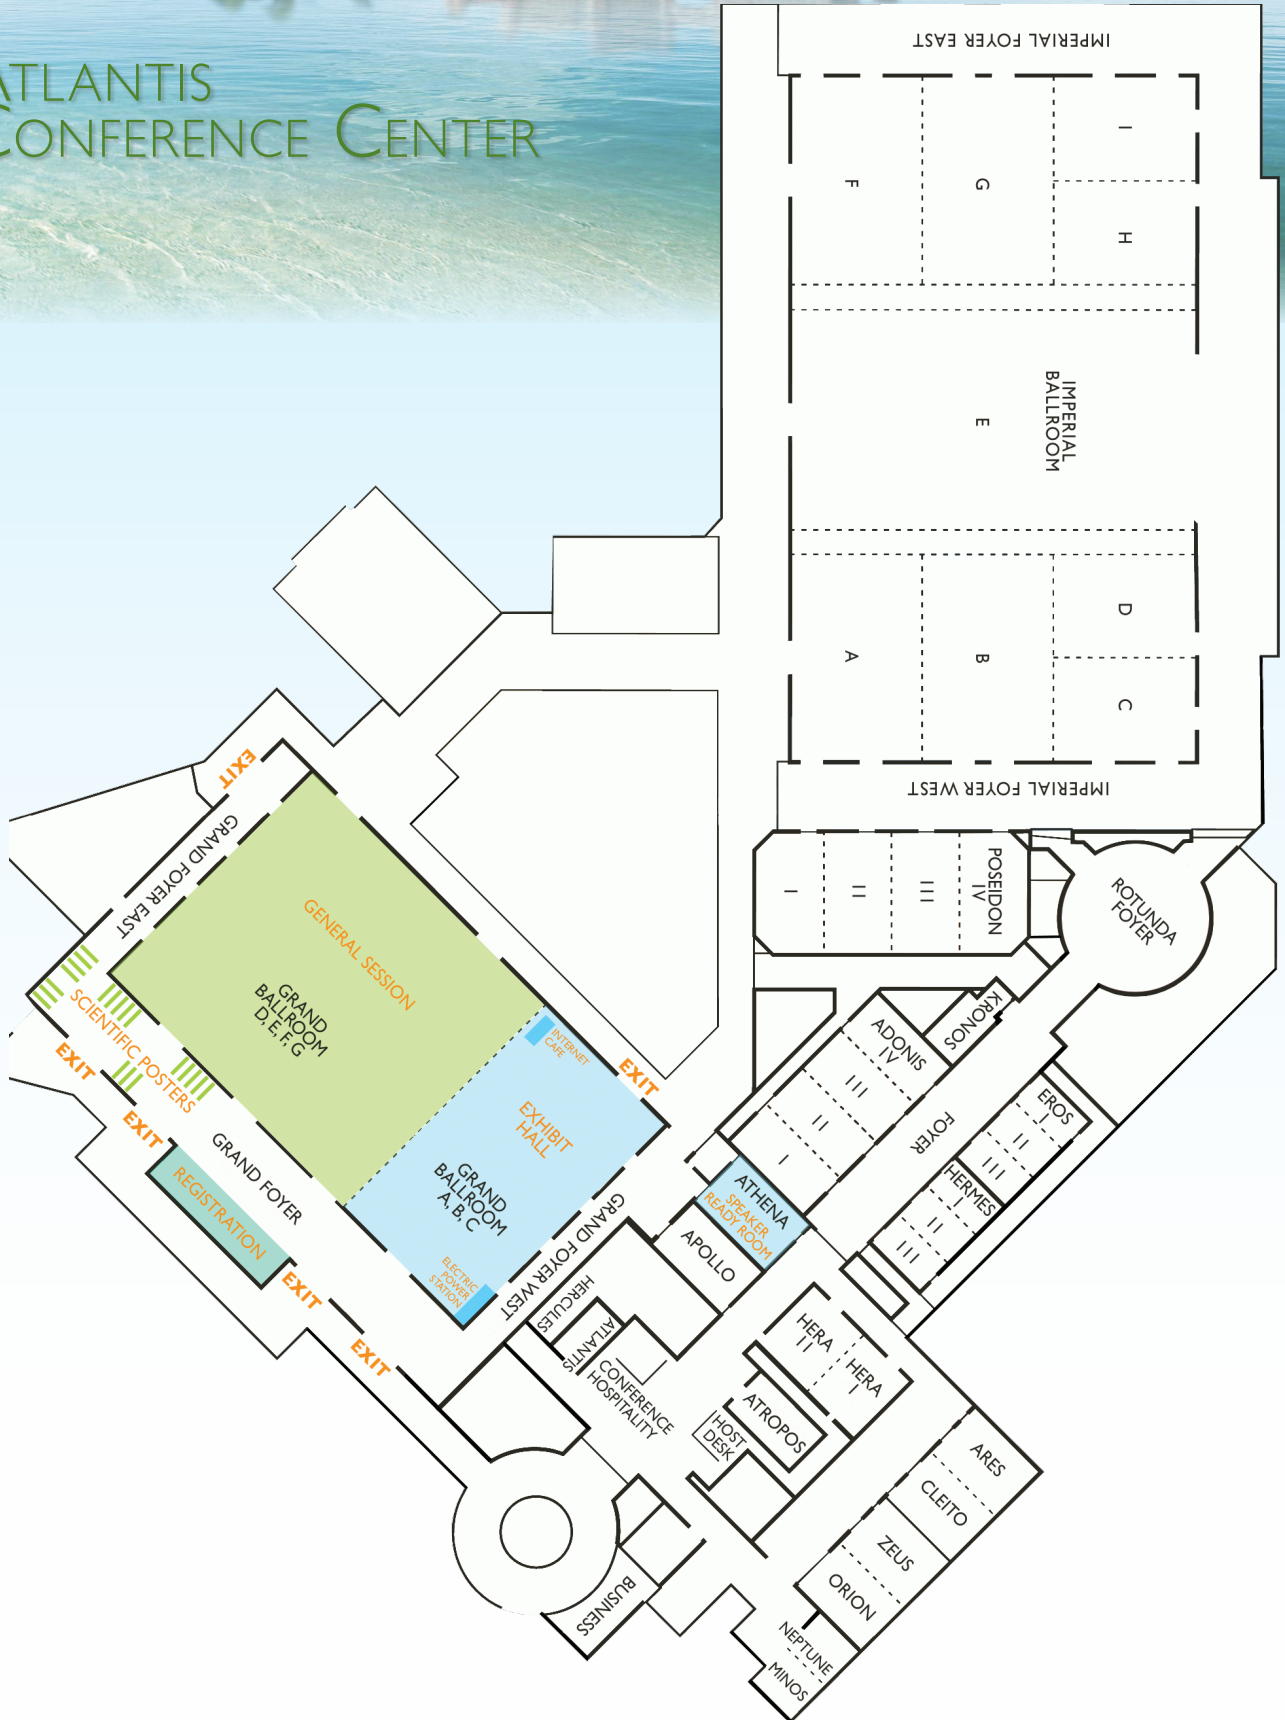 ATLANTIS
CONFERENCE CENTER
IMPERIAL FOYER EAST
F
G
I
H
IMPERIAL
BALLROOM
E
A
B
D
C
IMPERIAL FOYER WEST
POSEIDON
IV
III
II
I
ROTUNDA
FOYER
KRONOS
ADONIS
IV
III
II
I
FOYER
EROS
I
II
III
HERMES
I
II
III
ATHENA
SPEAKER
READY ROOM
APOLLO
EXIT
GRAND FOYER EAST
GENERAL SESSION
GRAND
BALLROOM
D, E, F, G
SCIENTIFIC POSTERS
EXIT
EXIT
GRAND FOYER
REGISTRATION
EXIT
EXIT
INTERNET
CAFE
EXIT
EXHIBIT
HALL
GRAND
BALLROOM
A, B, C
ELECTRIC
POWER
STATION
GRAND FOYER WEST
HERCULES
ATLANTIS
CONFERENCE
HOSPITALITY
HERA
II
HERA
I
ATROPOS
HOST
DESK
ARES
CLEITO
ZEUS
ORION
NEPTUNE
MINOS
BUSINESS